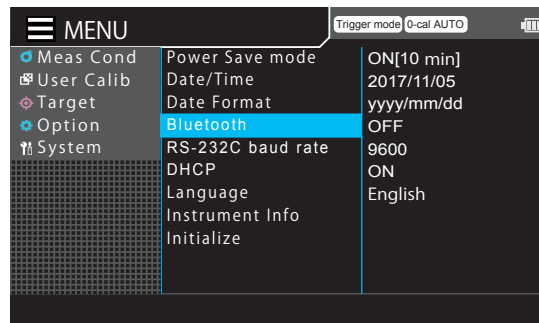 MENU
Trigger mode 0-cal AUTO
Meas Cond
User Calib
Target
Option
System
Power Save mode ON[10 min]
Date/Time 2017/11/05
Date Format yyyy/mm/dd
Bluetooth OFF
RS-232C baud rate 9600
DHCP ON
Language English
Instrument Info
Initialize